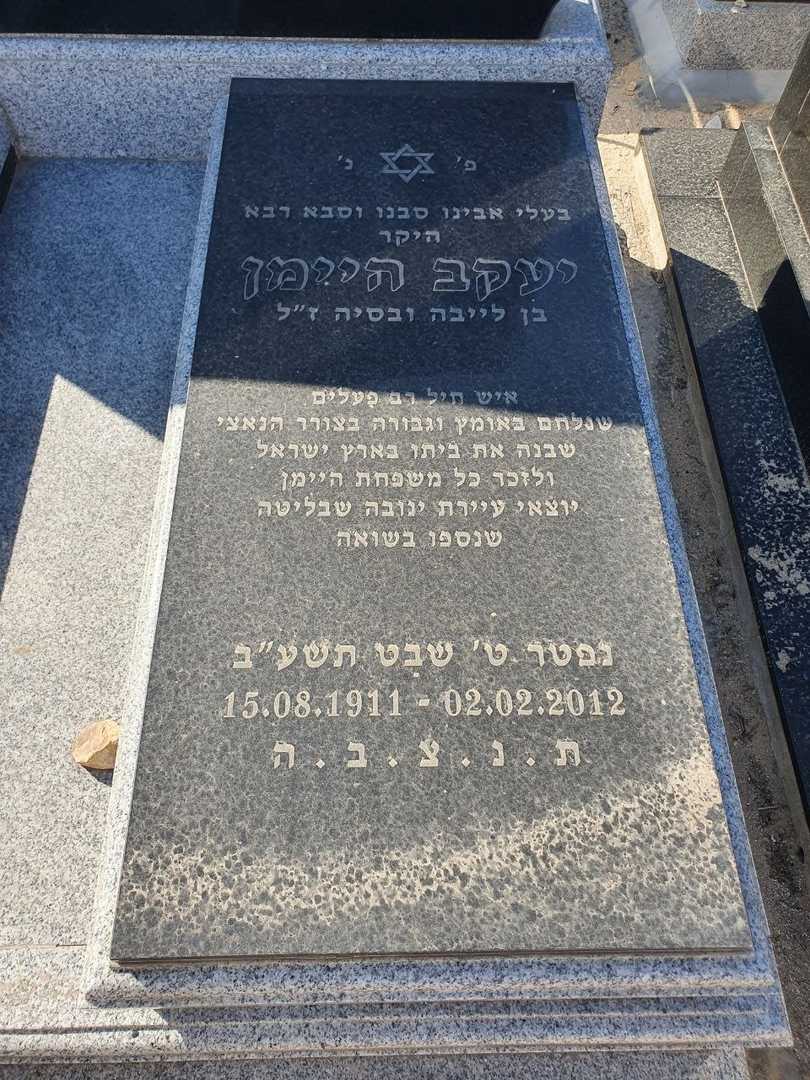 פ' נ'
בעלי אבינו סבנו וסבא רבא
היקר
יעקב היימן
בן לייבה ובסיה ז״ל
איש חיל רב פעלים
שנלחם באומץ וגבורה בצורר הנאצי
שבנה את ביתו בארץ ישראל
ולזכר כל משפחת היימן
יוצאי עיירת ינובה שבליטה
שנספו בשואה
נפטר ט' שבט תשע״ב
15.08.1911 - 02.02.2012
ת.נ.צ.ב.ה